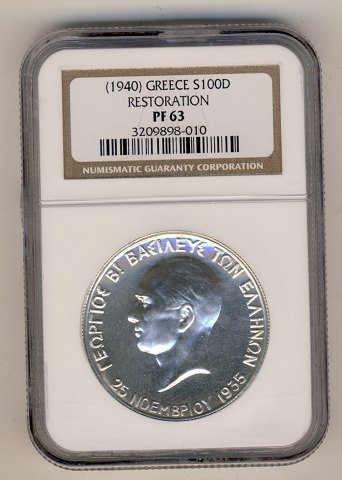 (1940) GREECE S100D
RESTORATION
PF 63
3209898-010
NUMISMATIC GUARANTY CORPORATION
ΓΕΩΡΓΙΟΣ Β! ΒΑΣΙΛΕΥΣ ΤΩΝ ΕΛΛΗΝΩΝ
25 ΝΟΕΜΒΡΙΟΥ 1935